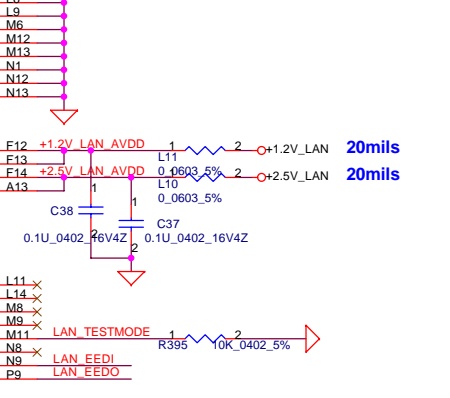 L8
L9
M6
M12
M13
N1
N12
N13
F12 +1.2V_LAN_AVDD 1 2 +1.2V_LAN 20mils
F13 L11
0_0603_5%
F14 +2.5V_LAN_AVDD 1 2 +2.5V_LAN 20mils
A13 L10
0_0603_5%
1 1
C38 C37
0.1U_0402_16V4Z 0.1U_0402_16V4Z
2 2
L11
L14
M8
M9
M11 LAN_TESTMODE 1 2
R395 10K_0402_5%
N8
N9 LAN_EEDI
P9 LAN_EEDO